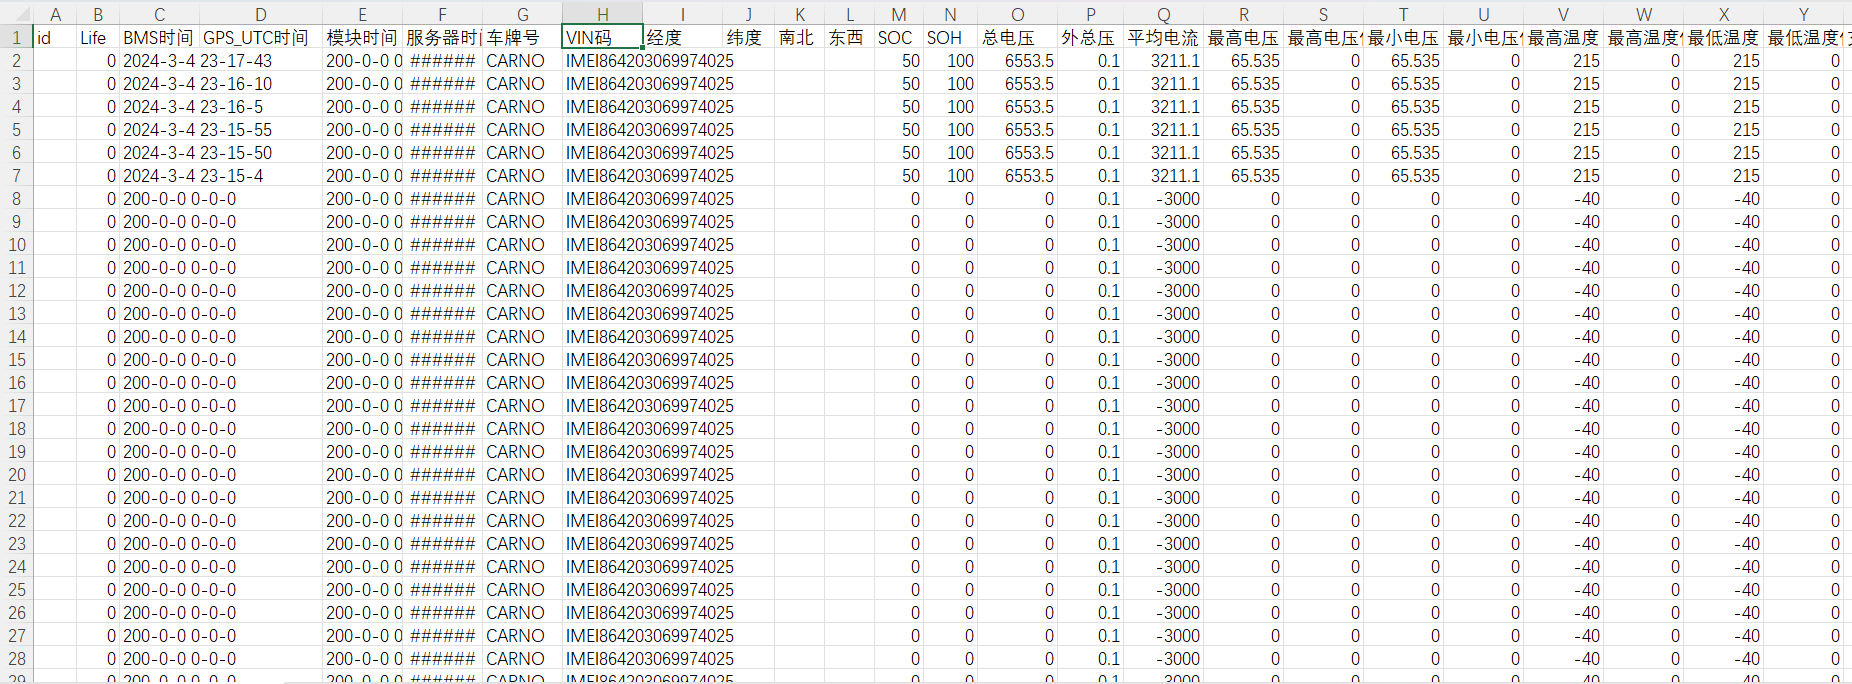 A B C D E F G H I J K L M N O P Q R S T U V W X Y
1 id Life BMS时间 GPS_UTC时间 模块时间 服务器时 车牌号 VIN码 经度 纬度 南北 东西 SOC SOH 总电压 外总压 平均电流 最高电压 最高电压 最小电压 最小电压 最高温度 最高温度 最低温度 最低温度
2 0 2024-3-4 23-17-43 200-0-0 0 ###### CARNO IMEI864203069974025 50 100 6553.5 0.1 3211.1 65.535 0 65.535 0 215 0 215 0
3 0 2024-3-4 23-16-10 200-0-0 0 ###### CARNO IMEI864203069974025 50 100 6553.5 0.1 3211.1 65.535 0 65.535 0 215 0 215 0
4 0 2024-3-4 23-16-5 200-0-0 0 ###### CARNO IMEI864203069974025 50 100 6553.5 0.1 3211.1 65.535 0 65.535 0 215 0 215 0
5 0 2024-3-4 23-15-55 200-0-0 0 ###### CARNO IMEI864203069974025 50 100 6553.5 0.1 3211.1 65.535 0 65.535 0 215 0 215 0
6 0 2024-3-4 23-15-50 200-0-0 0 ###### CARNO IMEI864203069974025 50 100 6553.5 0.1 3211.1 65.535 0 65.535 0 215 0 215 0
7 0 2024-3-4 23-15-4 200-0-0 0 ###### CARNO IMEI864203069974025 50 100 6553.5 0.1 3211.1 65.535 0 65.535 0 215 0 215 0
8 0 200-0-0 0-0-0 200-0-0 0 ###### CARNO IMEI864203069974025 0 0 0 0.1 -3000 0 0 0 0 -40 0 -40 0
9 0 200-0-0 0-0-0 200-0-0 0 ###### CARNO IMEI864203069974025 0 0 0 0.1 -3000 0 0 0 0 -40 0 -40 0
10 0 200-0-0 0-0-0 200-0-0 0 ###### CARNO IMEI864203069974025 0 0 0 0.1 -3000 0 0 0 0 -40 0 -40 0
11 0 200-0-0 0-0-0 200-0-0 0 ###### CARNO IMEI864203069974025 0 0 0 0.1 -3000 0 0 0 0 -40 0 -40 0
12 0 200-0-0 0-0-0 200-0-0 0 ###### CARNO IMEI864203069974025 0 0 0 0.1 -3000 0 0 0 0 -40 0 -40 0
13 0 200-0-0 0-0-0 200-0-0 0 ###### CARNO IMEI864203069974025 0 0 0 0.1 -3000 0 0 0 0 -40 0 -40 0
14 0 200-0-0 0-0-0 200-0-0 0 ###### CARNO IMEI864203069974025 0 0 0 0.1 -3000 0 0 0 0 -40 0 -40 0
15 0 200-0-0 0-0-0 200-0-0 0 ###### CARNO IMEI864203069974025 0 0 0 0.1 -3000 0 0 0 0 -40 0 -40 0
16 0 200-0-0 0-0-0 200-0-0 0 ###### CARNO IMEI864203069974025 0 0 0 0.1 -3000 0 0 0 0 -40 0 -40 0
17 0 200-0-0 0-0-0 200-0-0 0 ###### CARNO IMEI864203069974025 0 0 0 0.1 -3000 0 0 0 0 -40 0 -40 0
18 0 200-0-0 0-0-0 200-0-0 0 ###### CARNO IMEI864203069974025 0 0 0 0.1 -3000 0 0 0 0 -40 0 -40 0
19 0 200-0-0 0-0-0 200-0-0 0 ###### CARNO IMEI864203069974025 0 0 0 0.1 -3000 0 0 0 0 -40 0 -40 0
20 0 200-0-0 0-0-0 200-0-0 0 ###### CARNO IMEI864203069974025 0 0 0 0.1 -3000 0 0 0 0 -40 0 -40 0
21 0 200-0-0 0-0-0 200-0-0 0 ###### CARNO IMEI864203069974025 0 0 0 0.1 -3000 0 0 0 0 -40 0 -40 0
22 0 200-0-0 0-0-0 200-0-0 0 ###### CARNO IMEI864203069974025 0 0 0 0.1 -3000 0 0 0 0 -40 0 -40 0
23 0 200-0-0 0-0-0 200-0-0 0 ###### CARNO IMEI864203069974025 0 0 0 0.1 -3000 0 0 0 0 -40 0 -40 0
24 0 200-0-0 0-0-0 200-0-0 0 ###### CARNO IMEI864203069974025 0 0 0 0.1 -3000 0 0 0 0 -40 0 -40 0
25 0 200-0-0 0-0-0 200-0-0 0 ###### CARNO IMEI864203069974025 0 0 0 0.1 -3000 0 0 0 0 -40 0 -40 0
26 0 200-0-0 0-0-0 200-0-0 0 ###### CARNO IMEI864203069974025 0 0 0 0.1 -3000 0 0 0 0 -40 0 -40 0
27 0 200-0-0 0-0-0 200-0-0 0 ###### CARNO IMEI864203069974025 0 0 0 0.1 -3000 0 0 0 0 -40 0 -40 0
28 0 200-0-0 0-0-0 200-0-0 0 ###### CARNO IMEI864203069974025 0 0 0 0.1 -3000 0 0 0 0 -40 0 -40 0